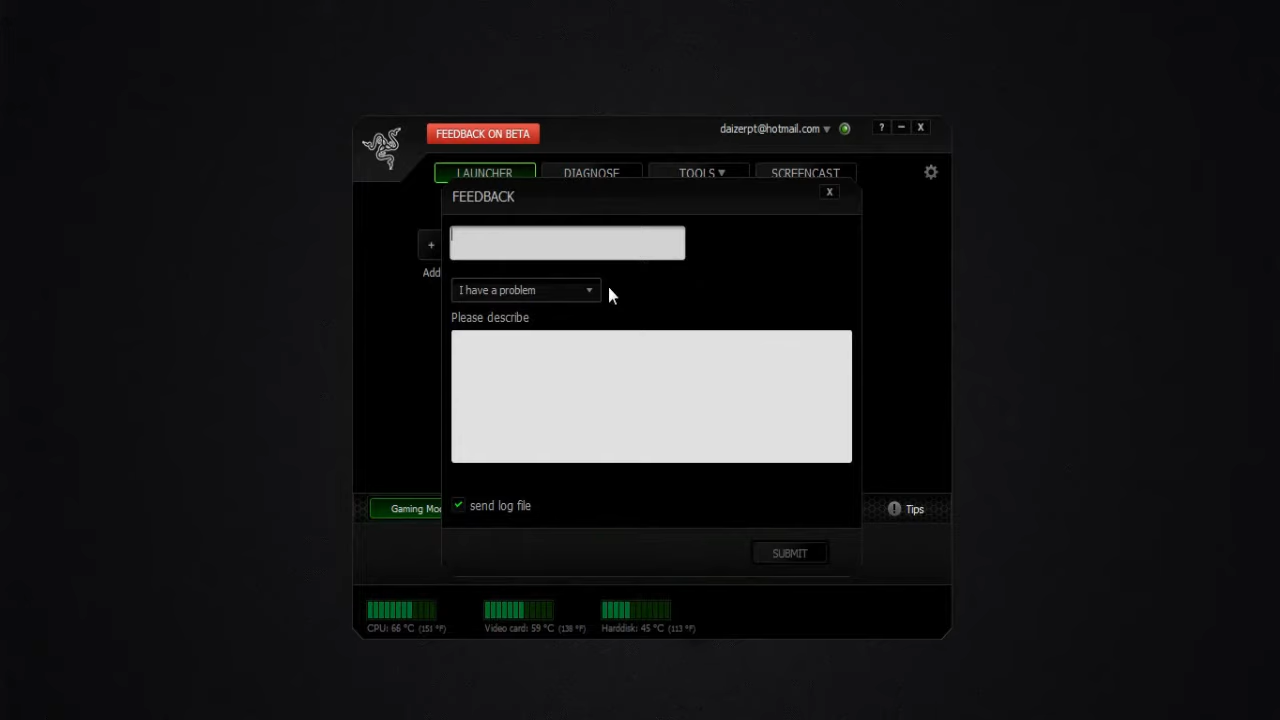 FEEDBACK ON BETA
daizerpt@hotmail.com
? – X
LAUNCHER DIAGNOSE TOOLS SCREENCAST
FEEDBACK
X
+
Add
I have a problem
Please describe
Gaming Mo
Tips
send log file
SUBMIT
CPU: 66 °C (151 °F) Video card: 59 °C (138 °F) Harddisk: 45 °C (113 °F)